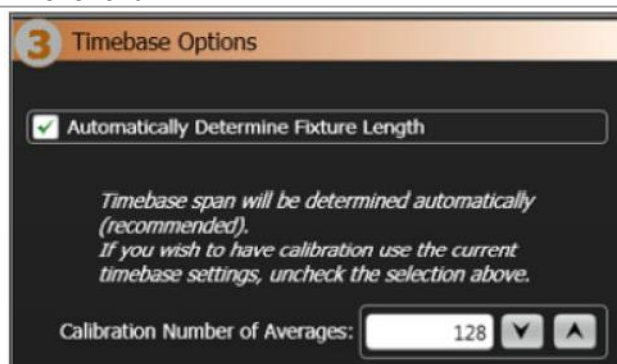 3 Timebase Options
Automatically Determine Fixture Length
Timebase span will be determined automatically
(recommended).
If you wish to have calibration use the current
timebase settings, uncheck the selection above.
Calibration Number of Averages: 128